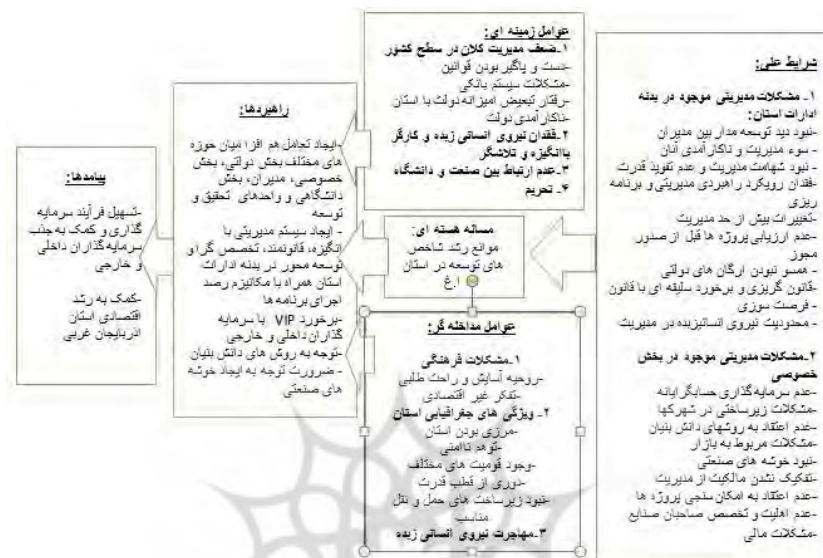 شرایط علی:
۱ـ مشکلات مدیریتی موجود در بدنه
ادارات استان:
-نبود دید توسعه مدار بین مدیران
- سوء مدیریت و ناکارآمدی آنان
- نبود شهامت مدیریت و عدم تفویذ قدرت
-فقدان رویکرد راهبردی مدیریتی و برنامه
ریزی
-تغییرات بیش از حد مدیریت
-عدم ارزیابی پروژه ها قبل از صدور
مجوز
- همسو نبودن ارگان های دولتی
-قانون گریزی و برخورد سلیقه ای با قانون
- فرصت سوزی
- محدودیت نیروی انسانیزبده در مدیریت
۲-مشکلات مدیریتی موجود در بخش
خصوصی
-عدم سرمایه گذاری حسابگرایانه
-مشکلات زیرساختی در شهرکها
-عدم اعتقاد به روشهای دانش بنیان
-مشکلات مربوط به بازار
-نبود خوشه های صنعتی
-تفکیک نشدن مالکیت از مدیریت
-عدم اعتقاد به امکان سنجی پروژه ها
-عدم اهلیت و تخصص صاحبان صنایع
-مشکلات مالی
عوامل زمینه ای:
۱ـضعف مدیریت کلان در سطح کشور
-دست و پاگیر بودن قوانین
-مشکلات سیستم بانکی
-رفتار تبعیض امیزانه دولت با استان
-ناکارآمدی دولت
۲-فقدان نیروی انسانی زبده و کارگر
باانگیزه و تلاشگر
۳-عدم ارتباط بین صنعت و دانشگاه
۴- تحریم
مساله هسته ای:
موانع رشد شاخص
های توسعه در استان
ا.غ
عوامل مداخله گر:
۱-مشکلات فرهنگی
-روحیه آسایش و راحت طلبی
-تفکر غیر اقتصادی
۲- ویژگی های جغرافیایی استان
-مرزی بودن استان
-توهم ناامنی
-وجود قومیت های مختلف
-دوری از قطب قدرت
-نبود زیرساخت های حمل و نقل
مناسب
۳-مهاجرت نیروی انسانی زبده
راهبردها:
-ایجاد تعامل هم افزا میان حوزه
های مختلف بخش دولتی، بخش
خصوصی، مدیران، بخش
دانشگاهی و واحدهای تحقیق و
توسعه
- ایجاد سیستم مدیریتی با
انگیزه، قانونمند، تخصص گرا و
توسعه محور در بدنه ادارات
استان همراه با مکانیزم رصد
اجرای برنامه ها
-برخورد VIP با سرمایه
گذاران داخلی و خارجی
-توجه به روش های دانش بنیان
- ضرورت توجه به ایجاد خوشه
های صنعتی
پیامدها:
-تسهیل فرآیند سرمایه
گذاری و کمک به جذب
سرمایه گذاران داخلی
و خارجی
-کمک به رشد
اقتصادی استان
اذربایجان غربی